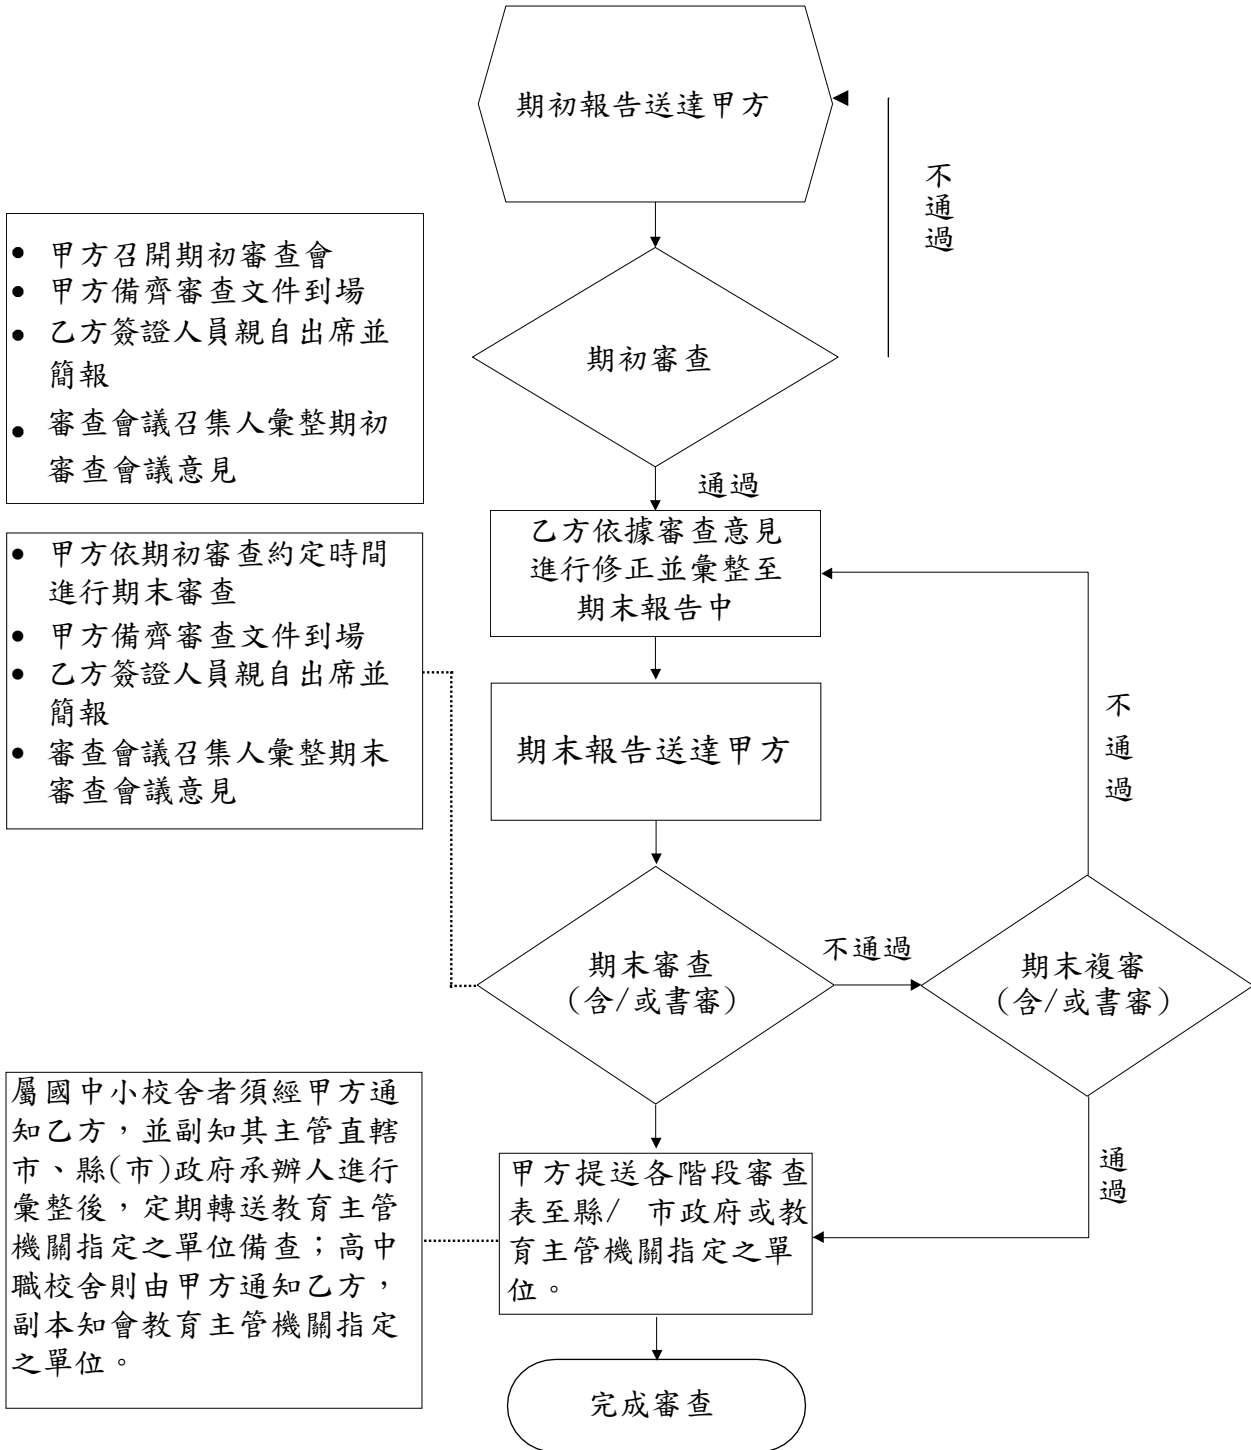 期初報告送達甲方
不
通
過
• 甲方召開期初審查會
• 甲方備齊審查文件到場
• 乙方簽證人員親自出席並
簡報
• 審查會議召集人彙整期初
審查會議意見
期初審查
通過
乙方依據審查意見
進行修正並彙整至
期末報告中
• 甲方依期初審查約定時間
進行期末審查
• 甲方備齊審查文件到場
• 乙方簽證人員親自出席並
簡報
• 審查會議召集人彙整期末
審查會議意見
期末報告送達甲方
不
通
過
期末審查
(含/或書審)
不通過
期末複審
(含/或書審)
通
過
屬國中小校舍者須經甲方通
知乙方，並副知其主管直轄
市、縣(市)政府承辦人進行
彙整後，定期轉送教育主管
機關指定之單位備查；高中
職校舍則由甲方通知乙方，
副本知會教育主管機關指定
之單位。
甲方提送各階段審查
表至縣/ 市政府或教
育主管機關指定之單
位。
完成審查